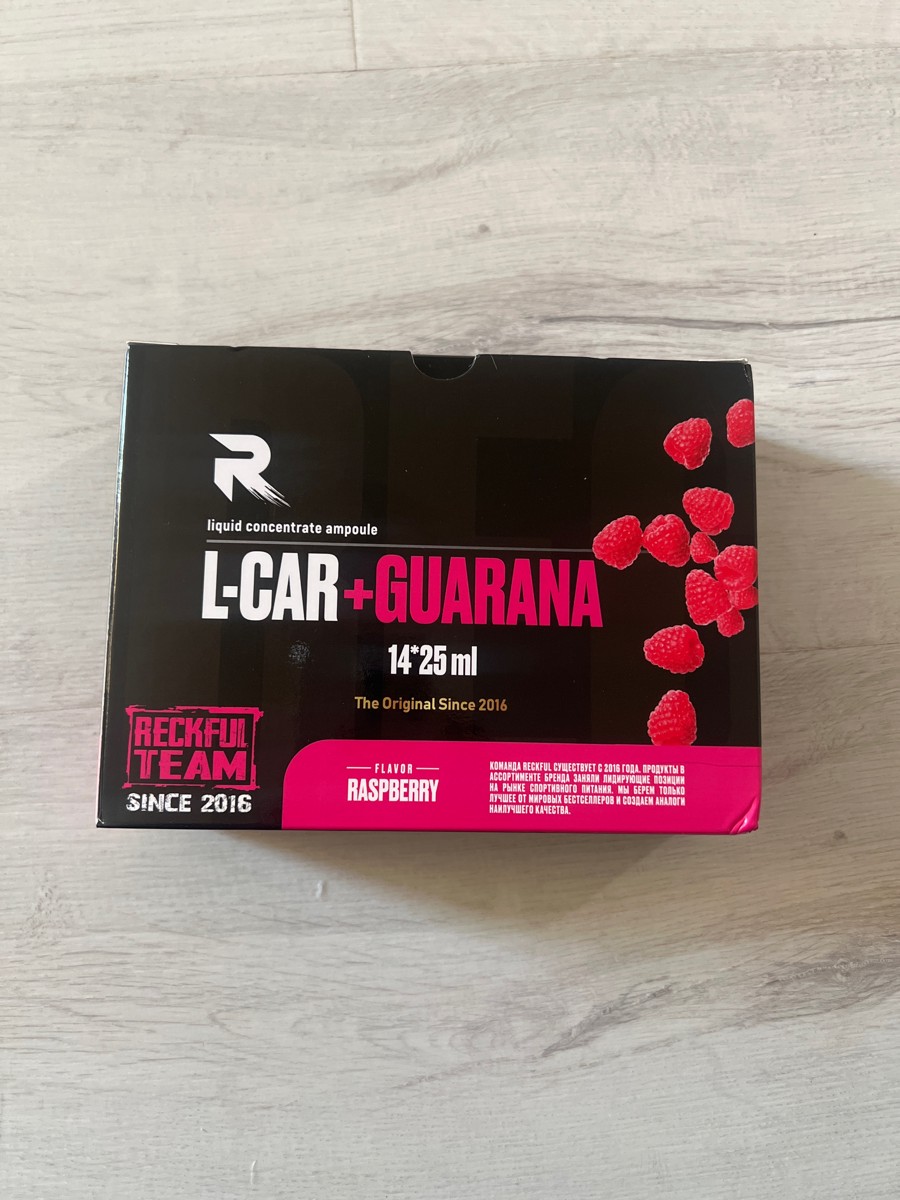 R
liquid concentrate ampoule
L-CAR+GUARANA
14*25 ml
The Original Since 2016
RECKFUL
TEAM
SINCE 2016
FLAVOR
RASPBERRY
КОМАНДА RECKFUL СУЩЕСТВУЕТ С 2016 ГОДА. ПРОДУКТЫ В
АССОРТИМЕНТЕ БРЕНДА ЗАНЯЛИ ЛИДИРУЮЩИЕ ПОЗИЦИИ
НА РЫНКЕ СПОРТИВНОГО ПИТАНИЯ. МЫ БЕРЕМ ТОЛЬКО
ЛУЧШЕЕ ОТ МИРОВЫХ БЕСТСЕЛЛЕРОВ И СОЗДАЕМ АНАЛОГИ
НАИЛУЧШЕГО КАЧЕСТВА.